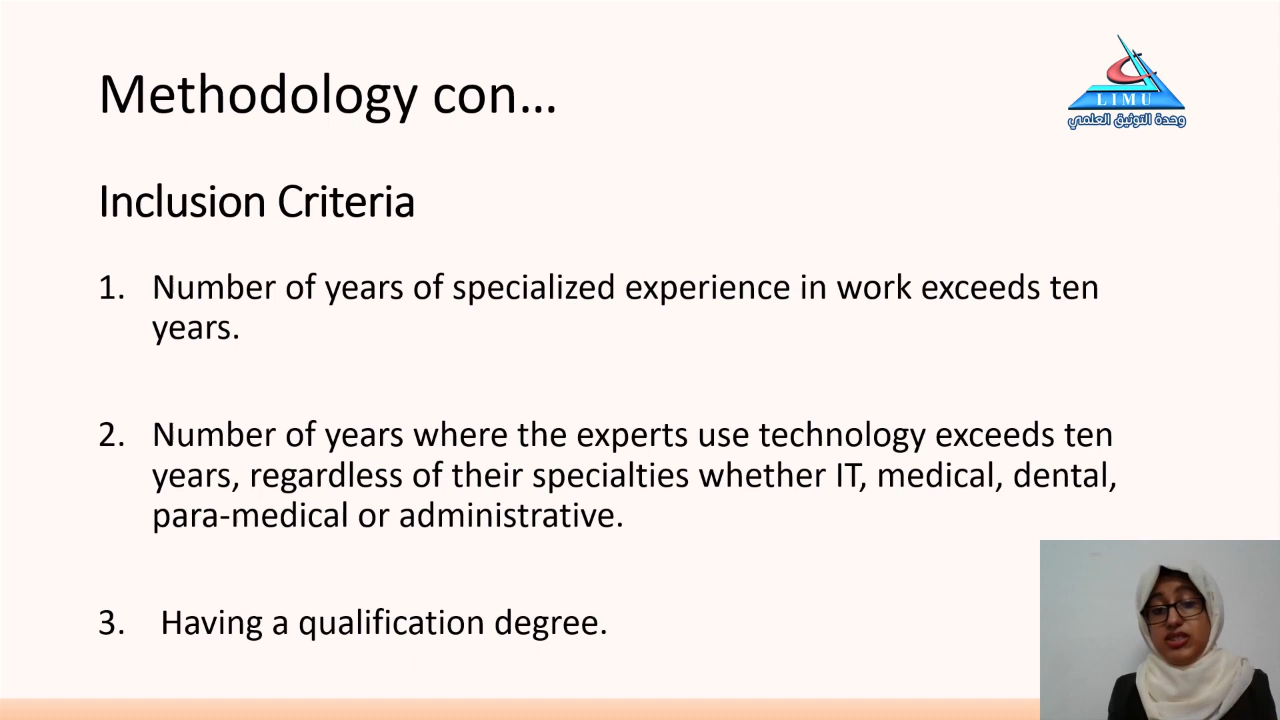 Methodology con...
LIMU
وحدة التوثيق العلمي
Inclusion Criteria
1. Number of years of specialized experience in work exceeds ten
years.
2. Number of years where the experts use technology exceeds ten
years, regardless of their specialties whether IT, medical, dental,
para-medical or administrative.
3. Having a qualification degree.